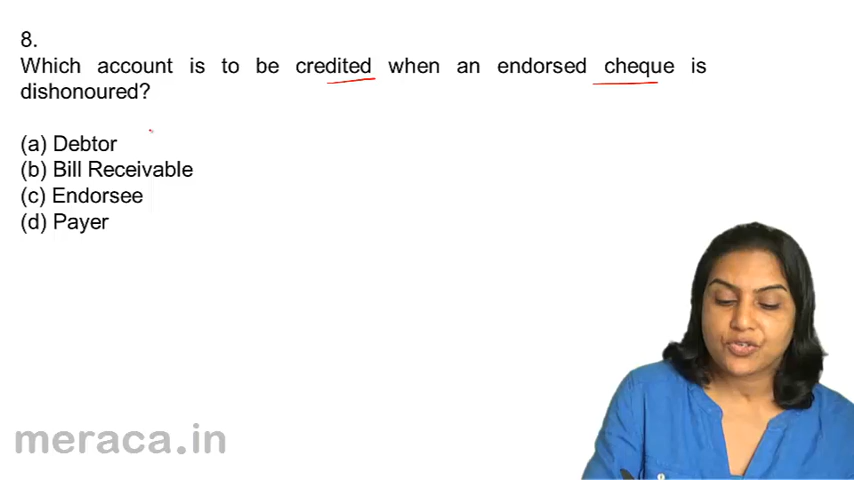 8.
Which account is to be credited when an endorsed cheque is
dishonoured?
(a) Debtor
(b) Bill Receivable
(c) Endorsee
(d) Payer
meraca.in